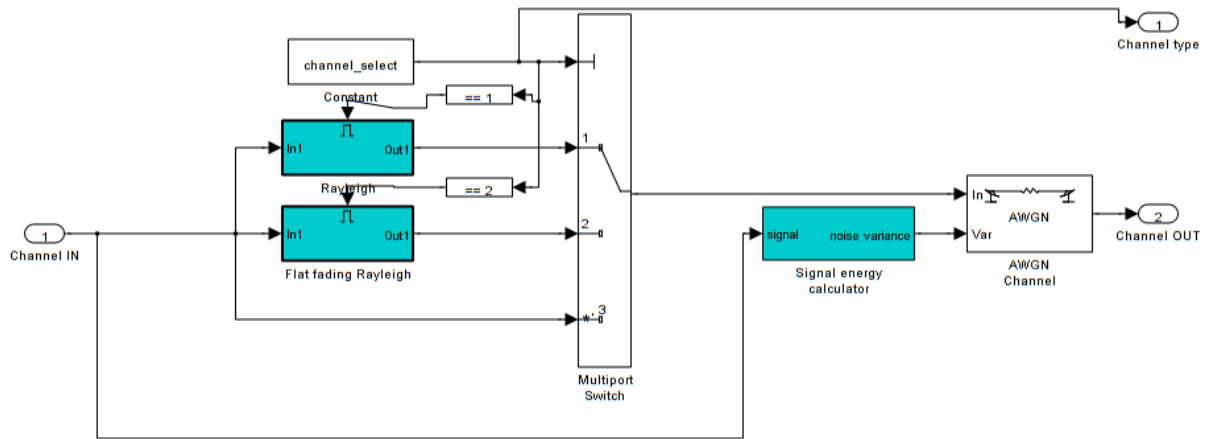 1
Channel type
channel_select
Constant
== 1
In1
Out1
1
Rayleigh
== 2
In1
Out1
2
Flat fading Rayleigh
1
Channel IN
*, 3
Multiport
Switch
signal
noise variance
Signal energy
calculator
In
AWGN
Var
AWGN
Channel
2
Channel OUT